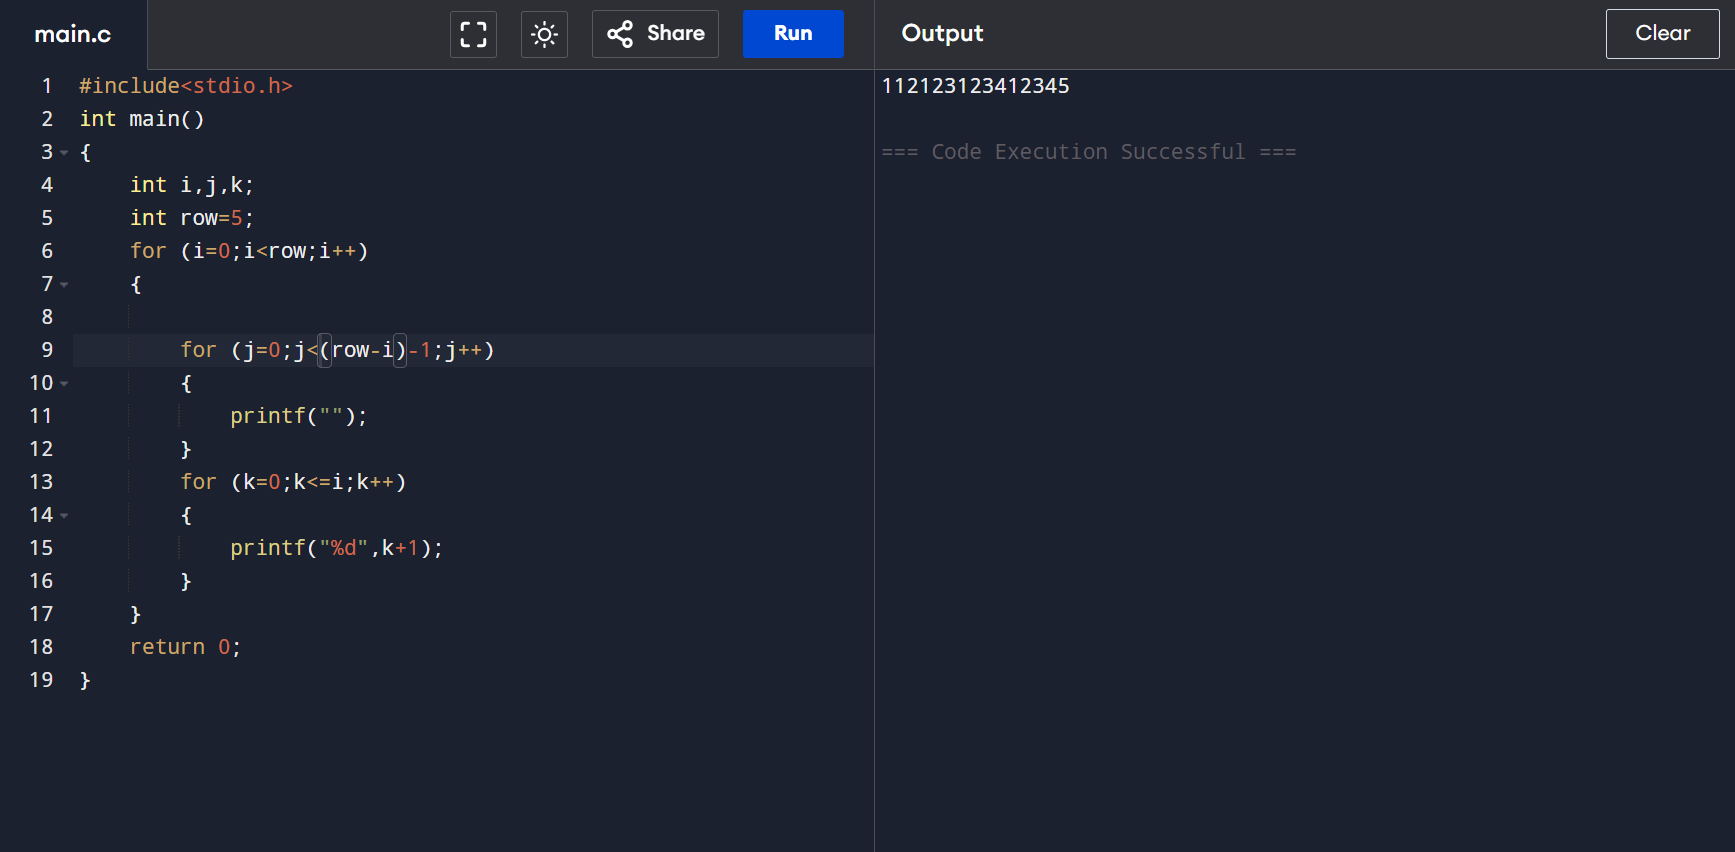 main.c
Share
Run
Output
Clear
1 #include<stdio.h>
2 int main()
3 {
4     int i,j,k;
5     int row=5;
6     for (i=0;i<row;i++)
7     {
8
9         for (j=0;j<(row-i)-1;j++)
10         {
11             printf("");
12         }
13         for (k=0;k<=i;k++)
14         {
15             printf("%d",k+1);
16         }
17     }
18     return 0;
19 }
112123123412345
=== Code Execution Successful ===